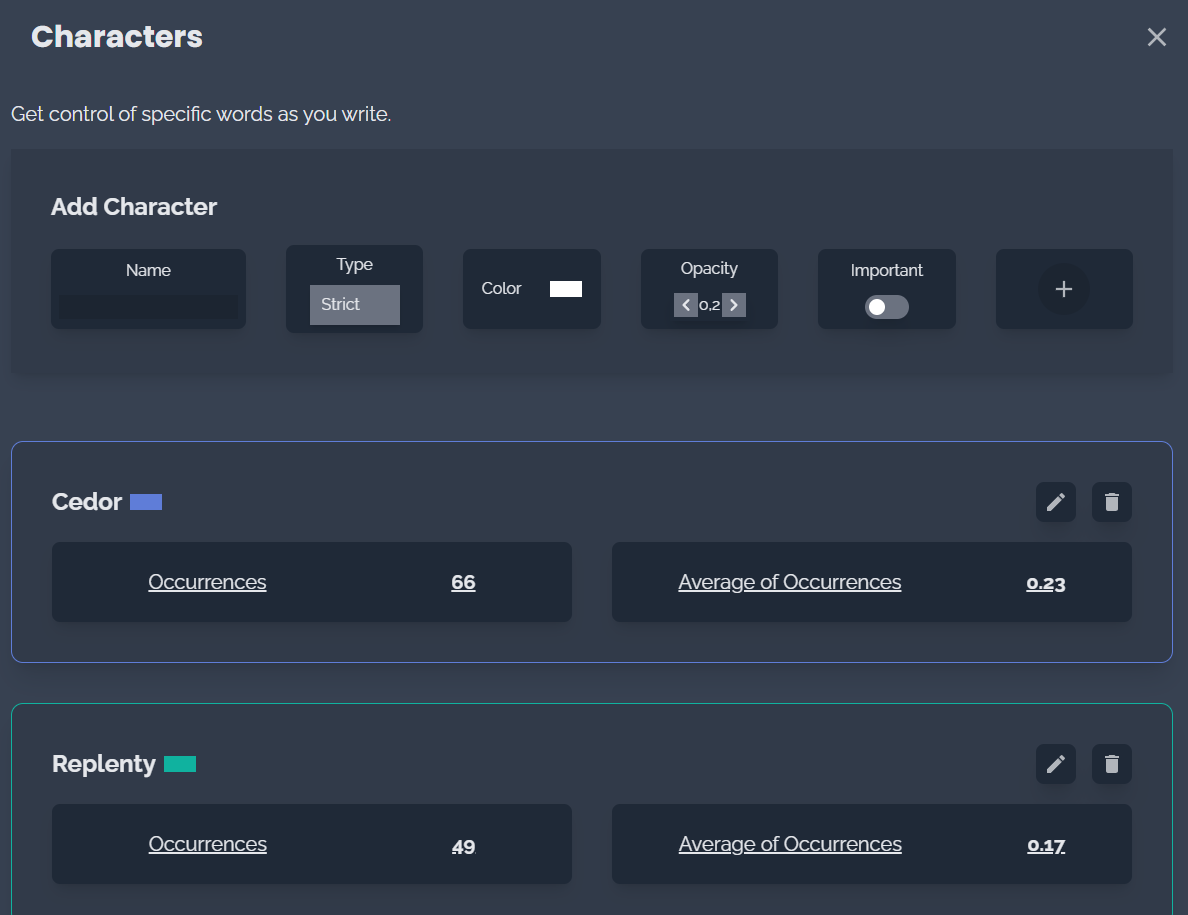 Characters
Get control of specific words as you write.
Add Character
Name
Type
Strict
Color
Opacity
0,2
Important
Cedor
Occurrences 66
Average of Occurrences 0.23
Replenty
Occurrences 49
Average of Occurrences 0.17